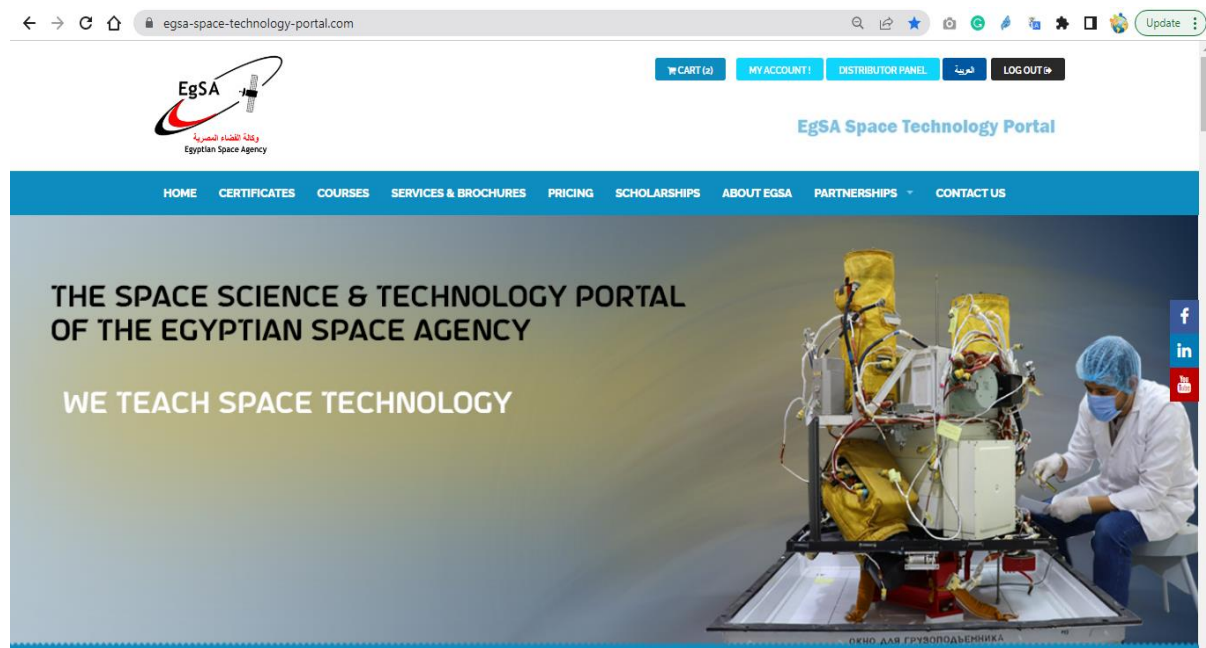 egsa-space-technology-portal.com
Update
EgSA
وكالة الفضاء المصرية
Egyptian Space Agency
CART (2)
MY ACCOUNT !
DISTRIBUTOR PANEL
العربية
LOG OUT
EgSA Space Technology Portal
HOME CERTIFICATES COURSES SERVICES & BROCHURES PRICING SCHOLARSHIPS ABOUT EGSA PARTNERSHIPS CONTACT US
THE SPACE SCIENCE & TECHNOLOGY PORTAL
OF THE EGYPTIAN SPACE AGENCY
WE TEACH SPACE TECHNOLOGY
f
in
You
Tube
ОКНО ДЛЯ ГРУЗОПОДЪЕМНИКА